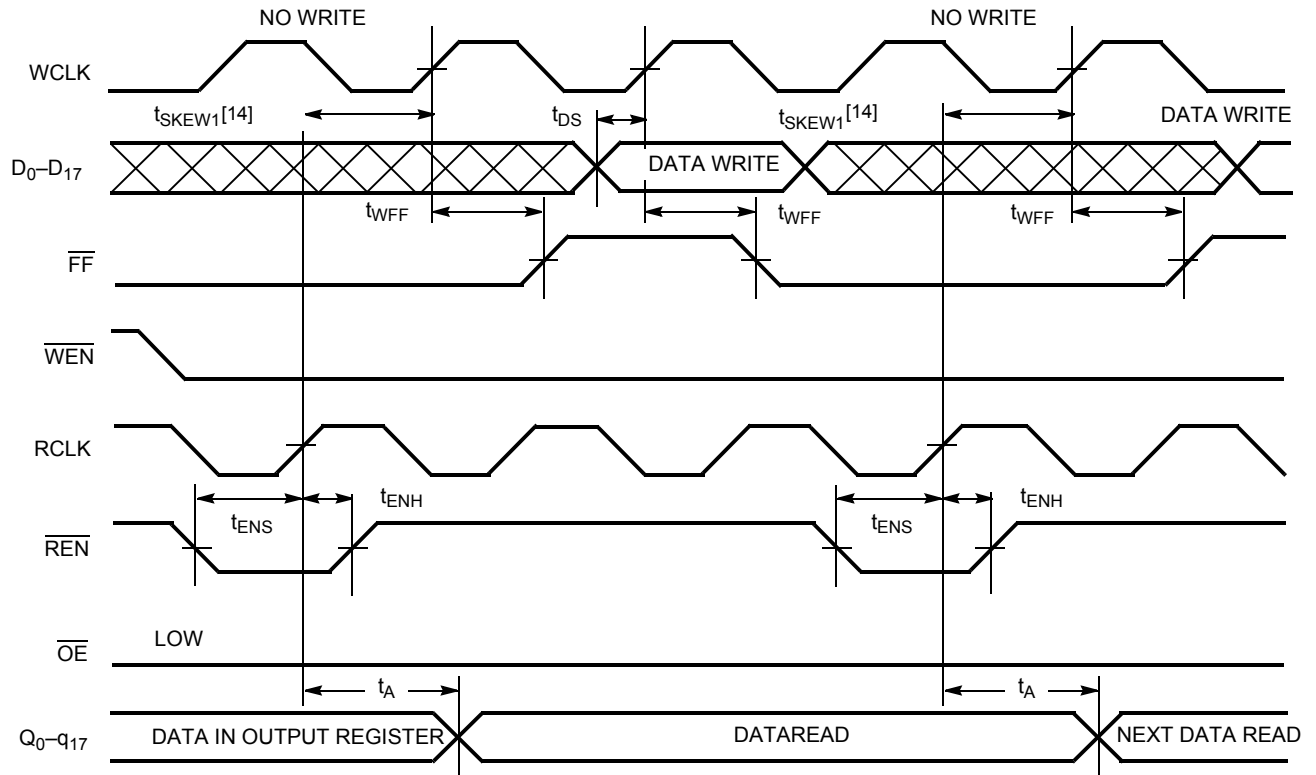 NO WRITE NO WRITE
WCLK
tSKEW1[14] tDS tSKEW1[14] DATA WRITE
D0–D17 DATA WRITE
tWFF tWFF tWFF
FF
WEN
RCLK
tENH tENH
tENS tENS
REN
LOW
OE
tA tA
Q0–q17 DATA IN OUTPUT REGISTER DATAREAD NEXT DATA READ